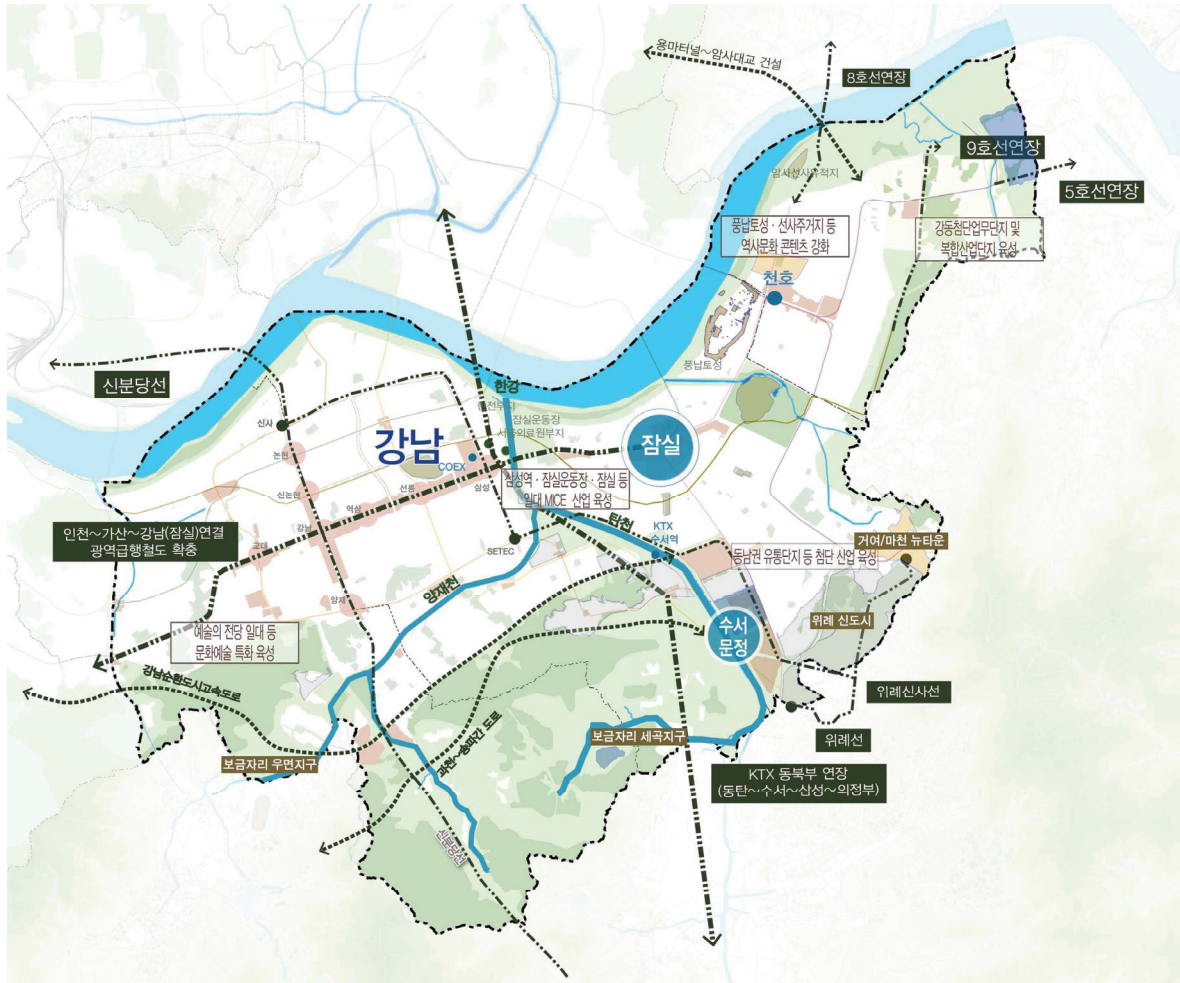 용마터널~암사대교 건설
8호선연장
9호선연장
5호선연장
암사선사유적지
풍납토성·선사주거지 등
역사문화 콘텐츠 강화
강동첨단업무단지 및
복합산업단지 육성
천호
풍납토성
신분당선
한강
한전부지
잠실운동장
서울의료원부지
신사
강남
COEX
잠실
논현
신논현
선릉
삼성
역삼
강남
삼성역·잠실운동장·잠실 등
일대 MICE 산업 육성
인천~가산~강남(잠실)연결
광역급행철도 확충
교대
SETEC
탄천
KTX
수서역
거여/마천 뉴타운
동남권 유통단지 등 첨단 산업 육성
양재천
양재
예술의 전당 일대 등
문화예술 특화 육성
수서
문정
위례 신도시
강남순환도시고속도로
위례신사선
위례선
보금자리 우면지구
과천~송파간 도로
보금자리 세곡지구
KTX 동북부 연장
(동탄~수서~삼성~의정부)
신분당선